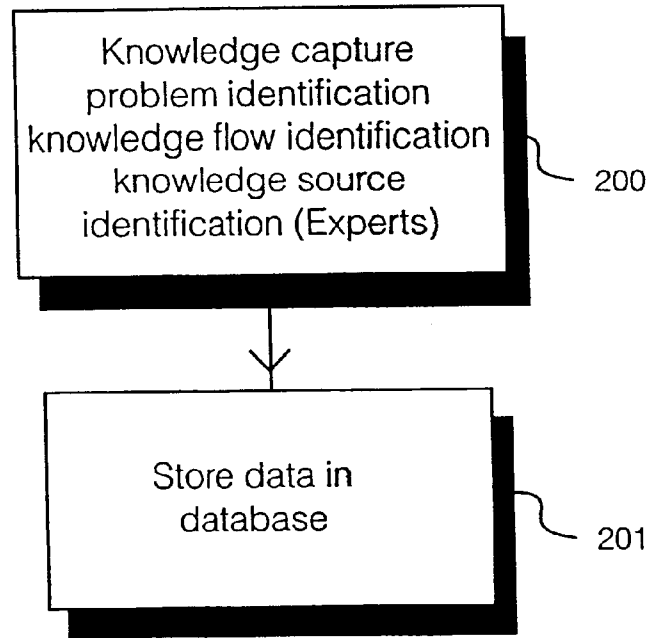 Knowledge capture
problem identification
knowledge flow identification
knowledge source
identification (Experts)
200
Store data in
database
201